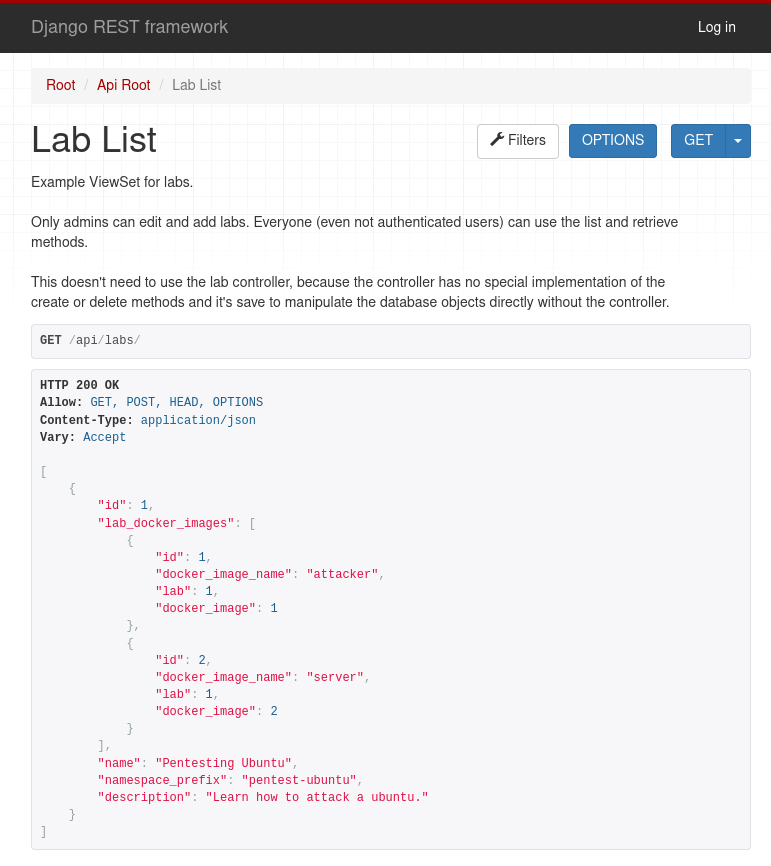 Django REST framework
Log in
Root / Api Root / Lab List
Lab List
Filters
OPTIONS
GET
Example ViewSet for labs.
Only admins can edit and add labs. Everyone (even not authenticated users) can use the list and retrieve
methods.
This doesn't need to use the lab controller, because the controller has no special implementation of the
create or delete methods and it's save to manipulate the database objects directly without the controller.
GET /api/labs/
HTTP 200 OK
Allow: GET, POST, HEAD, OPTIONS
Content-Type: application/json
Vary: Accept
[
    {
        "id": 1,
        "lab_docker_images": [
            {
                "id": 1,
                "docker_image_name": "attacker",
                "lab": 1,
                "docker_image": 1
            },
            {
                "id": 2,
                "docker_image_name": "server",
                "lab": 1,
                "docker_image": 2
            }
        ],
        "name": "Pentesting Ubuntu",
        "namespace_prefix": "pentest-ubuntu",
        "description": "Learn how to attack a ubuntu."
    }
]